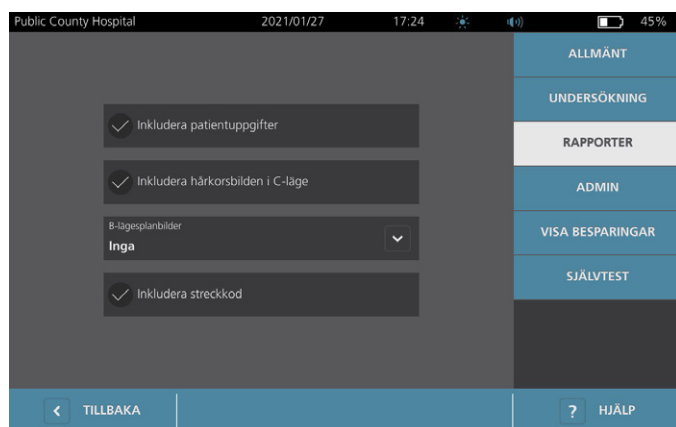 Public County Hospital 2021/01/27 17:24 45%
ALLMÄNT
UNDERSÖKNING
RAPPORTER
ADMIN
VISA BESPARINGAR
SJÄLVTEST
Inkludera patientuppgifter
Inkludera hårkorsbilden i C-läge
B-lägesplanbilder
Inga
Inkludera streckkod
TILLBAKA
? HJÄLP